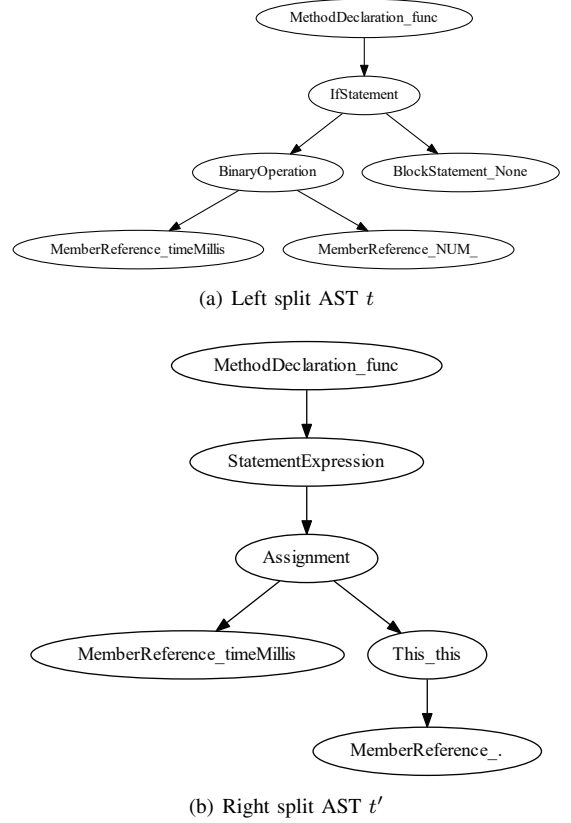 MethodDeclaration_func
IfStatement
BinaryOperation
BlockStatement_None
MemberReference_timeMillis
MemberReference_NUM_
(a) Left split AST t
MethodDeclaration_func
StatementExpression
Assignment
MemberReference_timeMillis
This_this
MemberReference_.
(b) Right split AST t′